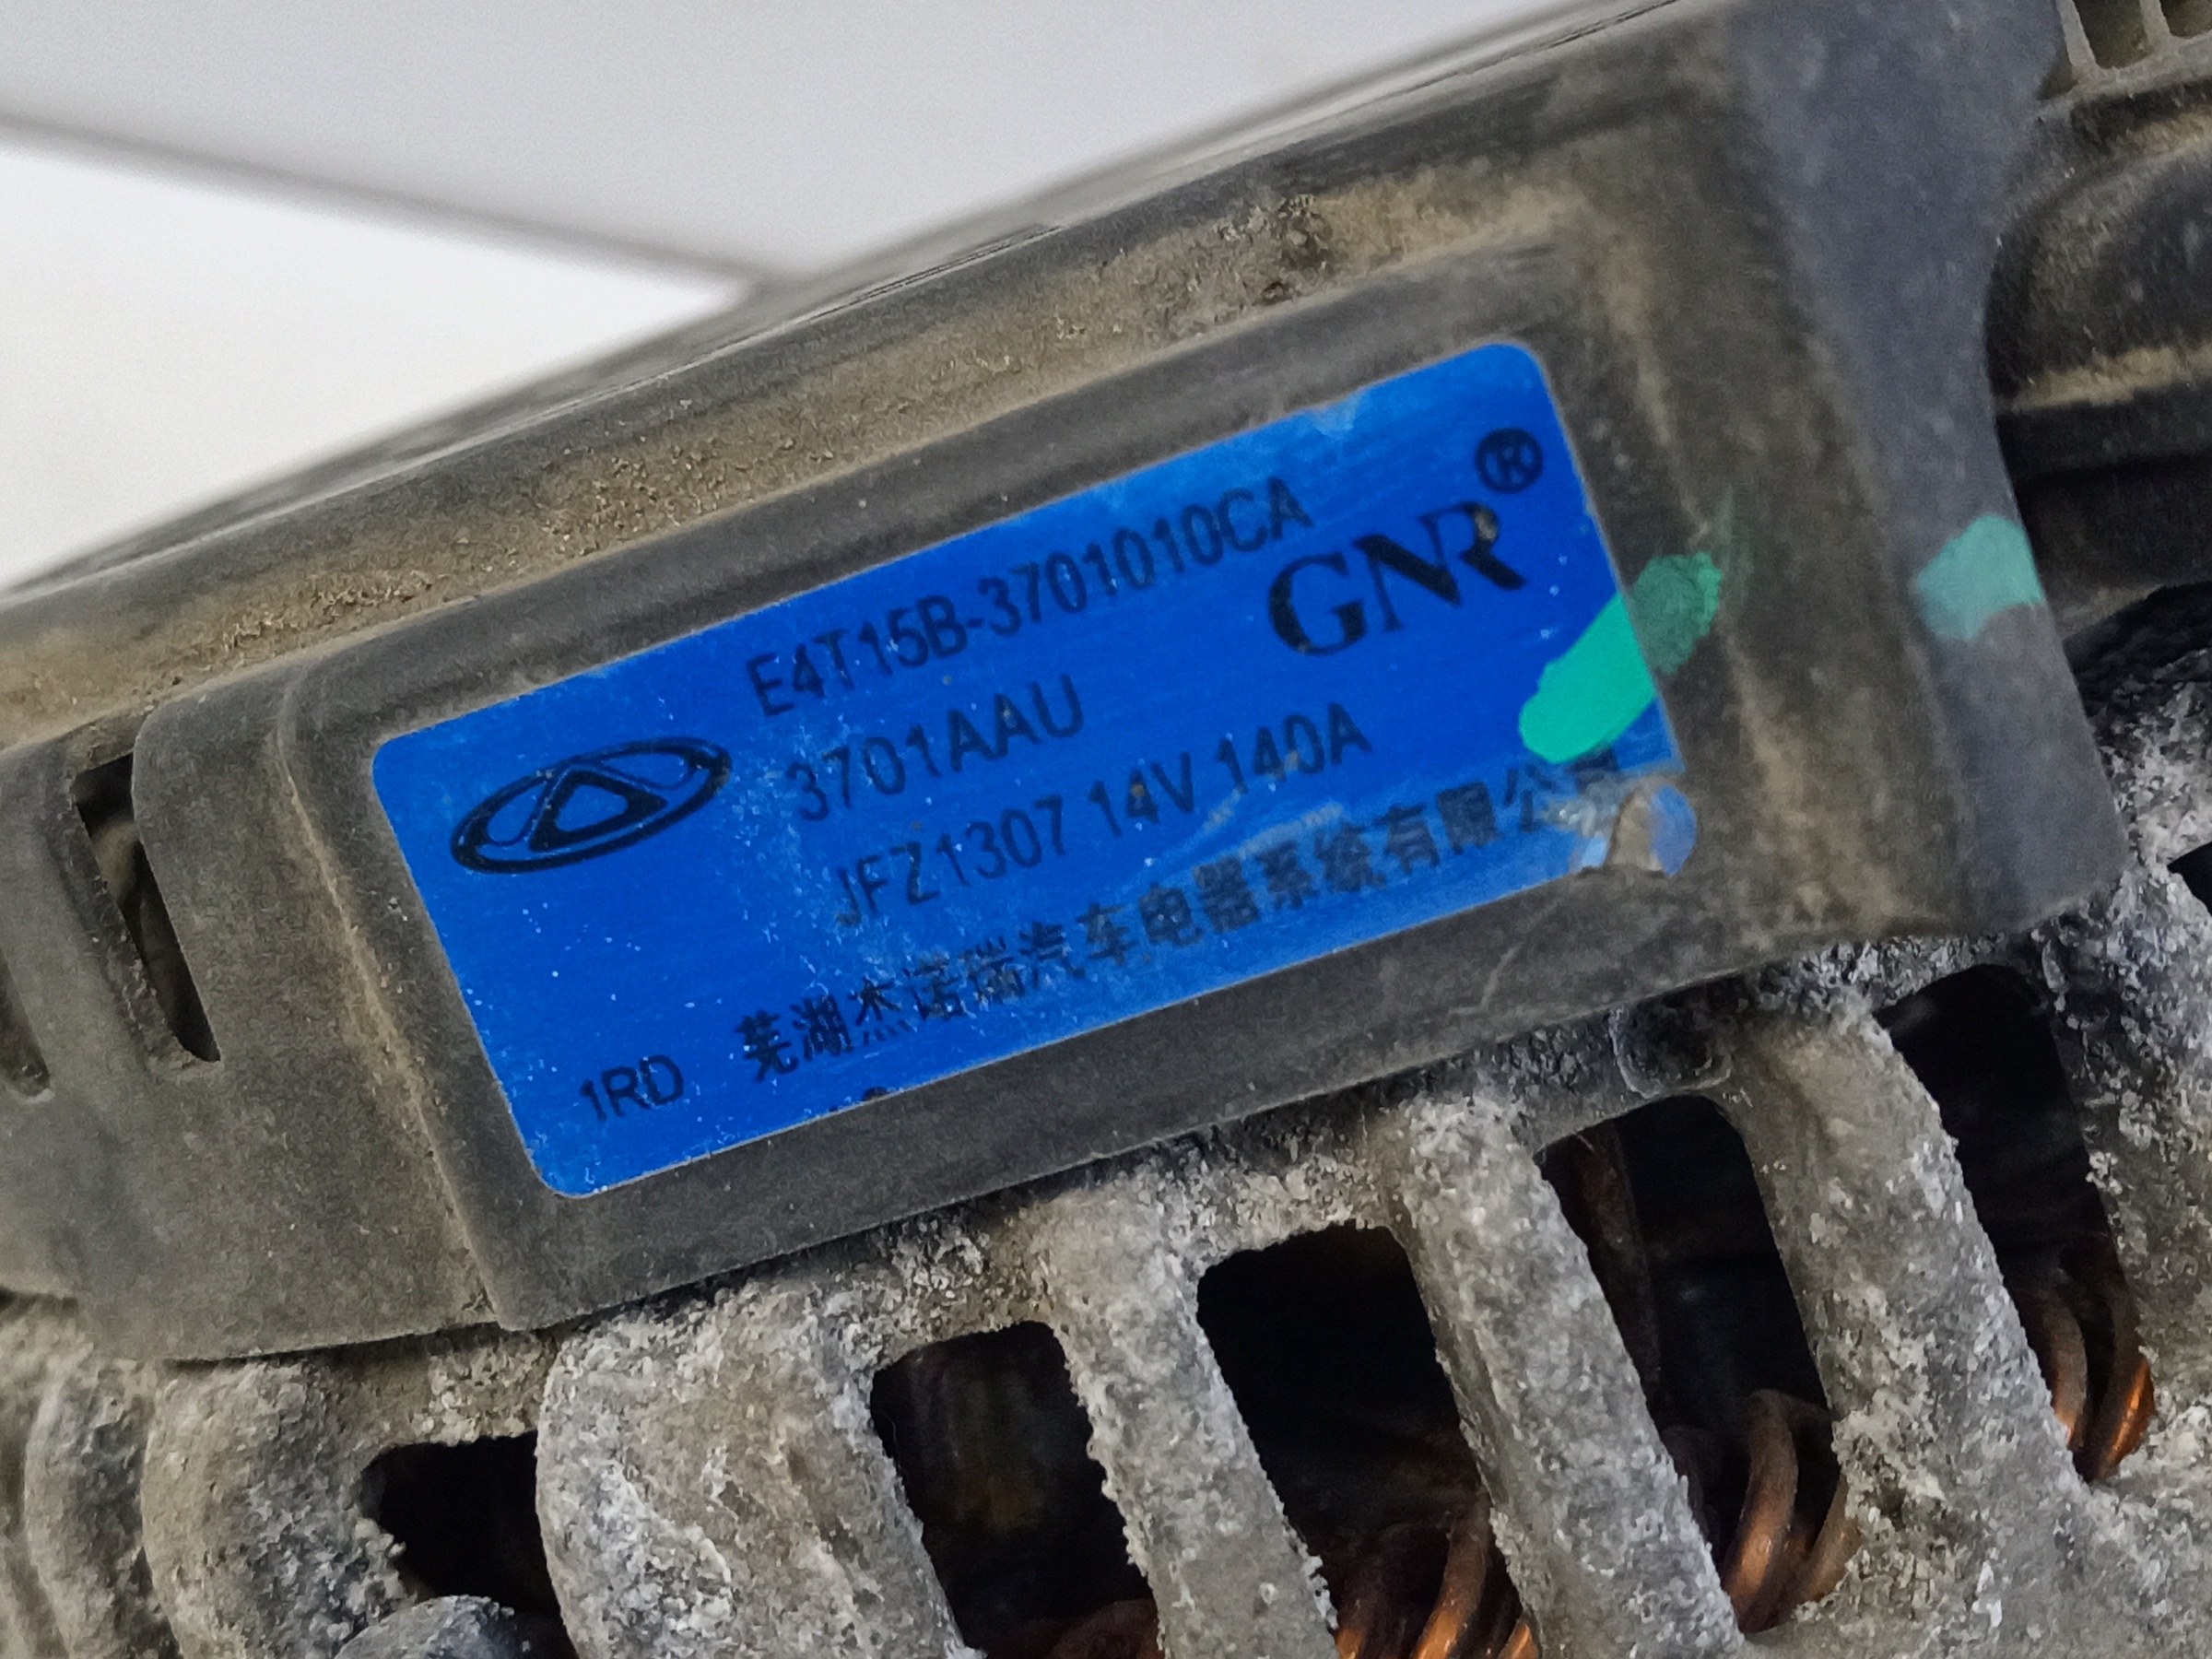 E4T15B-3701010CA
GNR®
3701AAU
JFZ1307 14V 140A
1RD 芜湖杰诺瑞汽车电器系统有限公司